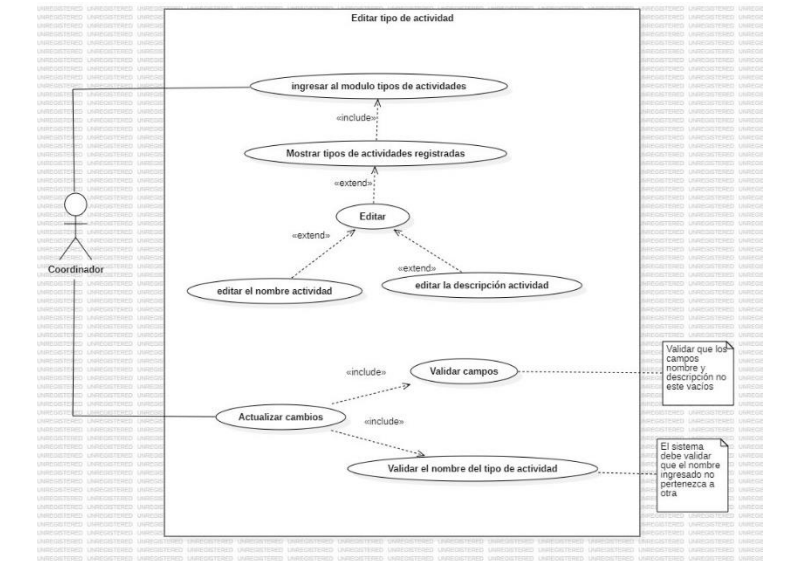 Editar tipo de actividad
ingresar al modulo tipos de actividades
«include»
Mostrar tipos de actividades registradas
«extend»
Editar
«extend»
«extend»
editar el nombre actividad
editar la descripción actividad
Coordinador
Validar que los
campos
nombre y
descripción no
este vacíos
«include»
Validar campos
Actualizar cambios
«include»
Validar el nombre del tipo de actividad
El sistema
debe validar
que el nombre
ingresado no
pertenezca a
otra
UNREGISTERED